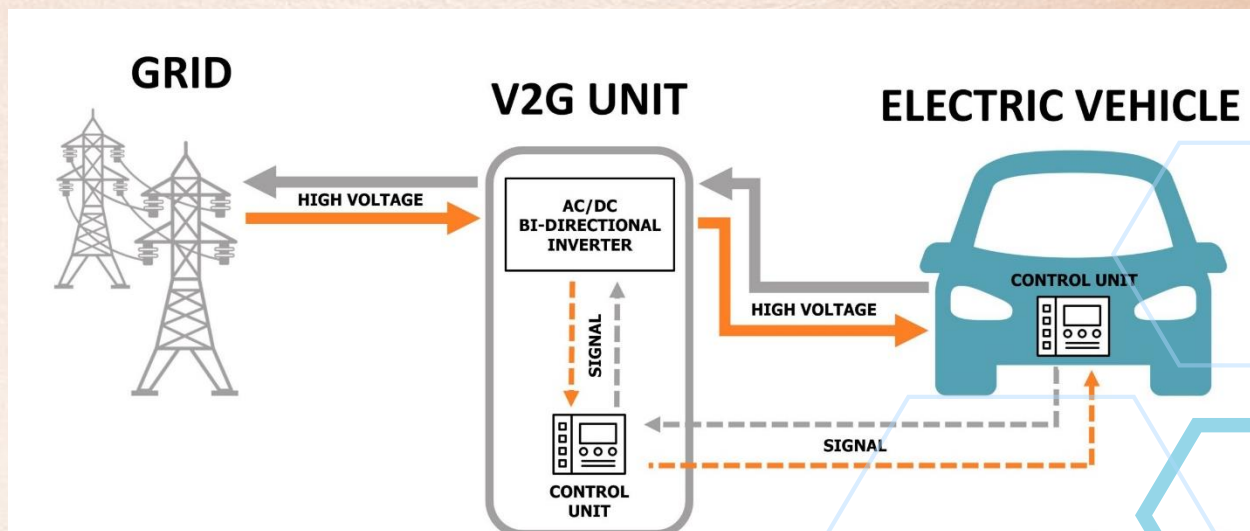 GRID
V2G UNIT
ELECTRIC VEHICLE
HIGH VOLTAGE
AC/DC
BI-DIRECTIONAL
INVERTER
HIGH VOLTAGE
CONTROL UNIT
SIGNAL
SIGNAL
CONTROL
UNIT